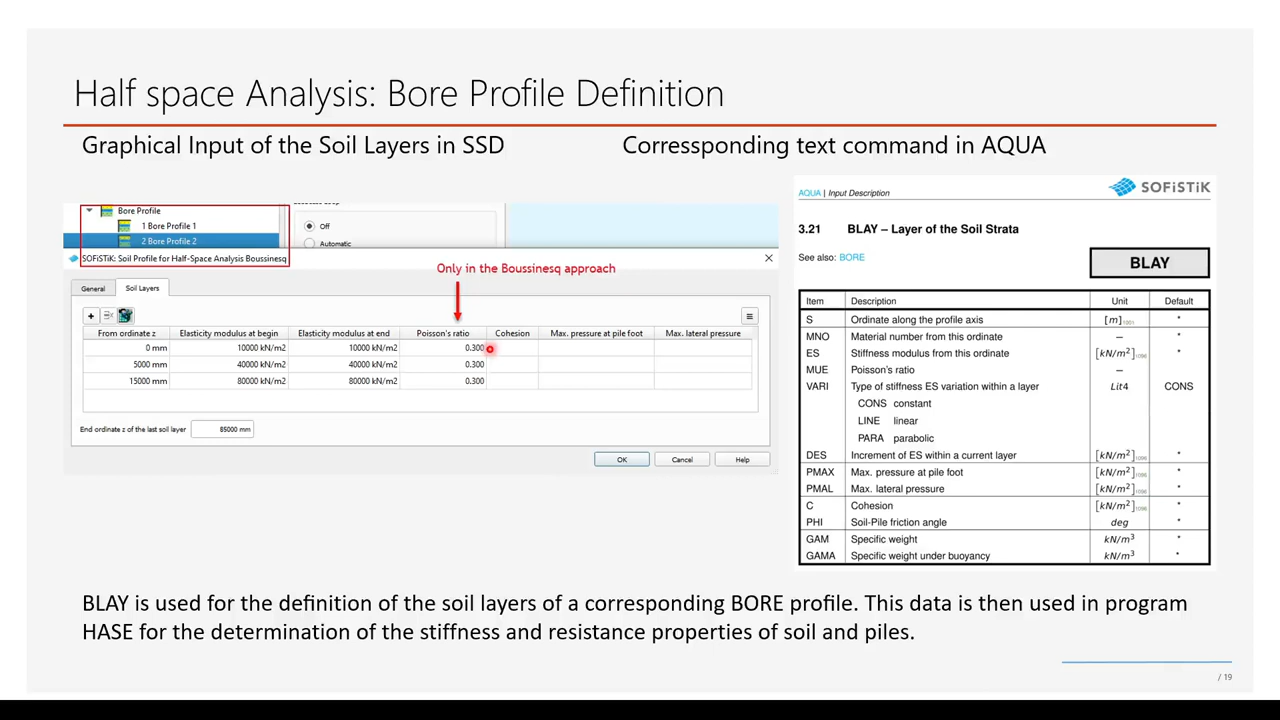 Half space Analysis: Bore Profile Definition
Graphical Input of the Soil Layers in SSD
Corressponding text command in AQUA
Bore Profile
1 Bore Profile 1
2 Bore Profile 2
Off
Automatic
SOFiSTiK: Soil Profile for Half-Space Analysis Boussinesq
Only in the Boussinesq approach
General Soil Layers
From ordinate z Elasticity modulus at begin Elasticity modulus at end Poisson's ratio Cohesion Max. pressure at pile foot Max. lateral pressure
0 mm 10000 kN/m2 10000 kN/m2 0.300
5000 mm 40000 kN/m2 40000 kN/m2 0.300
15000 mm 80000 kN/m2 80000 kN/m2 0.300
End ordinate z of the last soil layer 65000 mm
OK Cancel Help
AQUA | Input Description SOFiSTiK
3.21 BLAY – Layer of the Soil Strata
See also: BORE
BLAY
Item Description Unit Default
S Ordinate along the profile axis [m]1001 *
MNO Material number from this ordinate – *
ES Stiffness modulus from this ordinate [kN/m²]1098 *
MUE Poisson's ratio –
VARI Type of stiffness ES variation within a layer Lit4 CONS
CONS constant
LINE linear
PARA parabolic
DES Increment of ES within a current layer [kN/m²]1098 *
PMAX Max. pressure at pile foot [kN/m²]1098 *
PMAL Max. lateral pressure [kN/m²]1098 *
C Cohesion [kN/m²]1098 *
PHI Soil-Pile friction angle deg *
GAM Specific weight kN/m³ *
GAMA Specific weight under buoyancy kN/m³ *
BLAY is used for the definition of the soil layers of a corresponding BORE profile. This data is then used in program
HASE for the determination of the stiffness and resistance properties of soil and piles.
/ 19